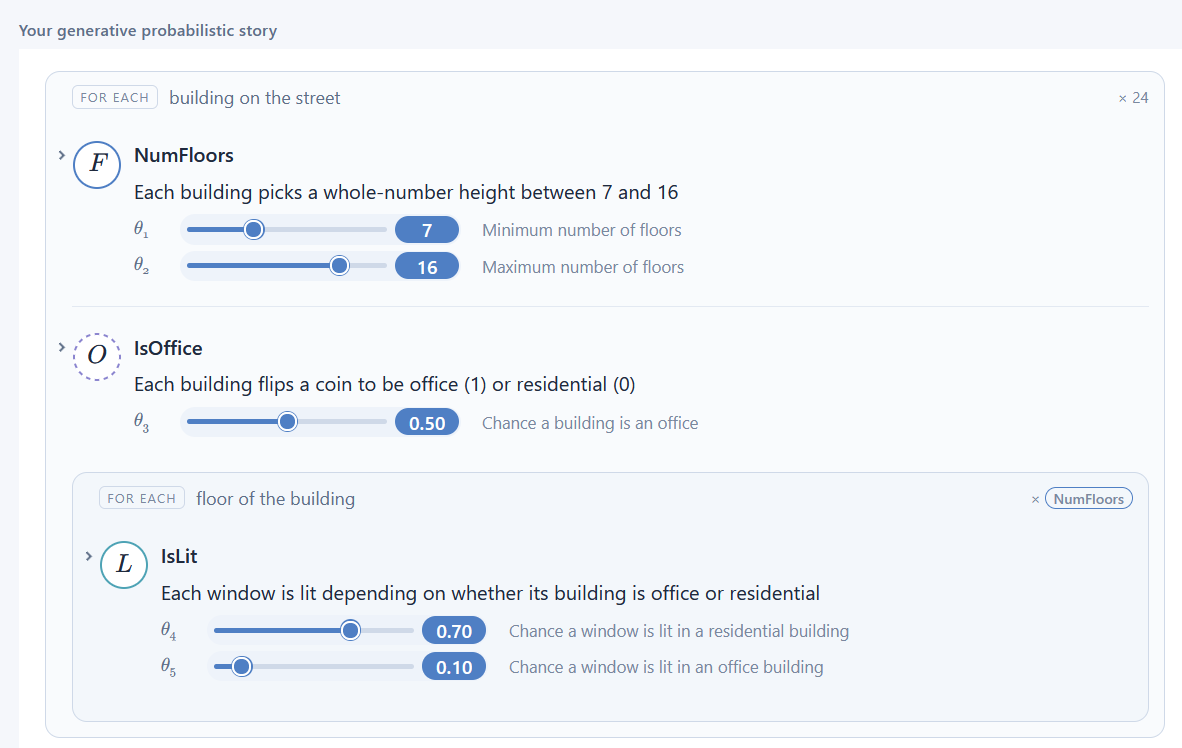 Your generative probabilistic story
FOR EACH building on the street × 24
F NumFloors
Each building picks a whole-number height between 7 and 16
θ₁ 7 Minimum number of floors
θ₂ 16 Maximum number of floors
O IsOffice
Each building flips a coin to be office (1) or residential (0)
θ₃ 0.50 Chance a building is an office
FOR EACH floor of the building × NumFloors
L IsLit
Each window is lit depending on whether its building is office or residential
θ₄ 0.70 Chance a window is lit in a residential building
θ₅ 0.10 Chance a window is lit in an office building